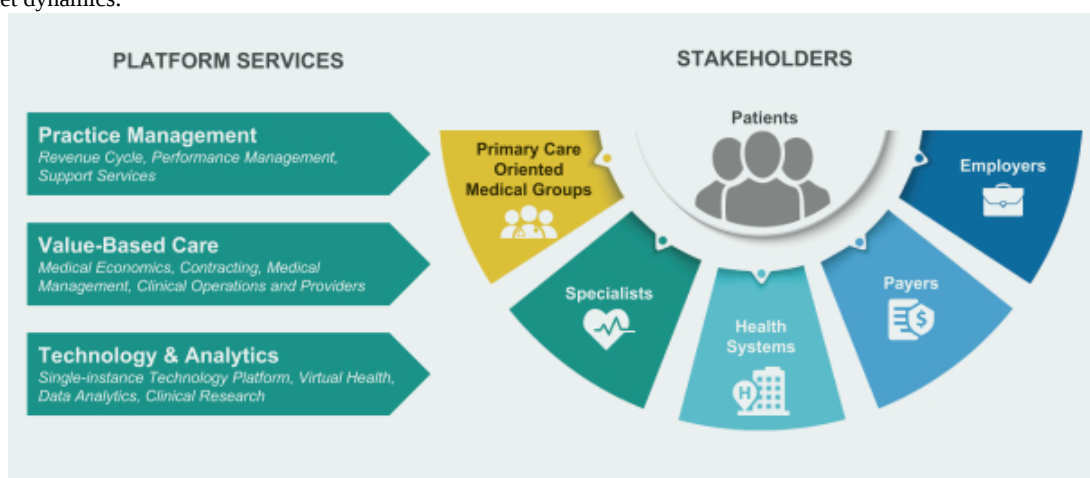 et dynamics.
PLATFORM SERVICES
Practice Management
Revenue Cycle, Performance Management,
Support Services
Value-Based Care
Medical Economics, Contracting, Medical
Management, Clinical Operations and Providers
Technology & Analytics
Single-instance Technology Platform, Virtual Health,
Data Analytics, Clinical Research
STAKEHOLDERS
Patients
Primary Care
Oriented
Medical Groups
Specialists
Health
Systems
H
Payers
$
Employers